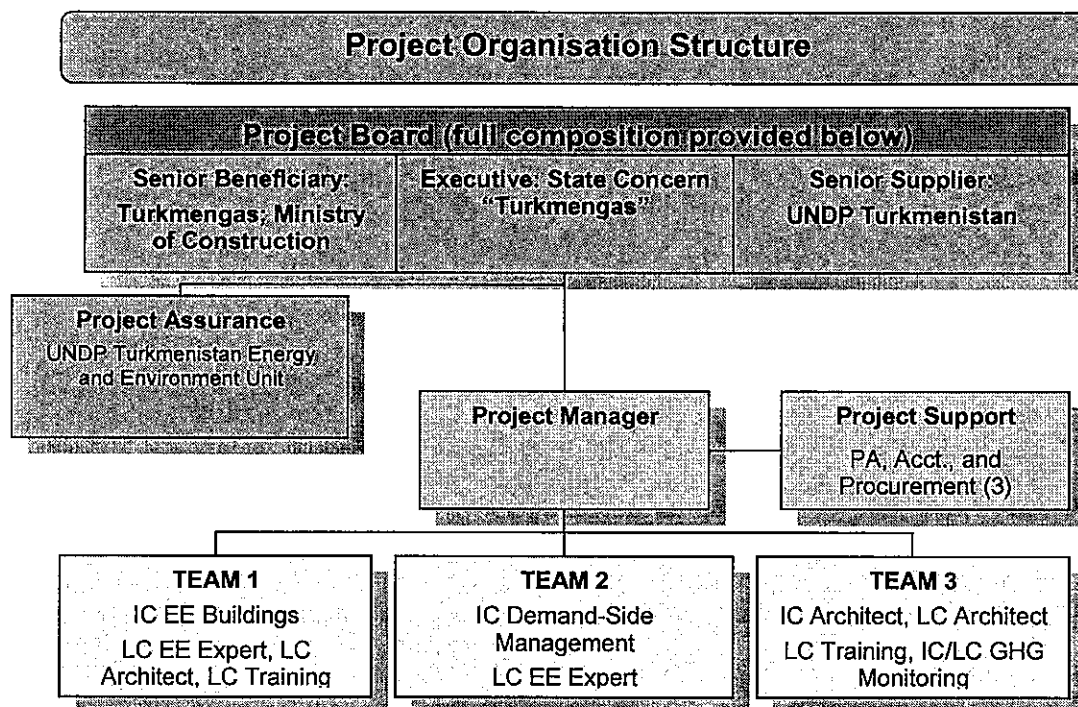 Project Organisation Structure
Project Board (full composition provided below)
Senior Beneficiary:
Turkmengas; Ministry
of Construction
Executive: State Concern
“Turkmengas”
Senior Supplier:
UNDP Turkmenistan
Project Assurance
UNDP Turkmenistan Energy
and Environment Unit
Project Manager
Project Support
PA, Acct., and
Procurement (3)
TEAM 1
IC EE Buildings
LC EE Expert, LC
Architect, LC Training
TEAM 2
IC Demand-Side
Management
LC EE Expert
TEAM 3
IC Architect, LC Architect
LC Training, IC/LC GHG
Monitoring